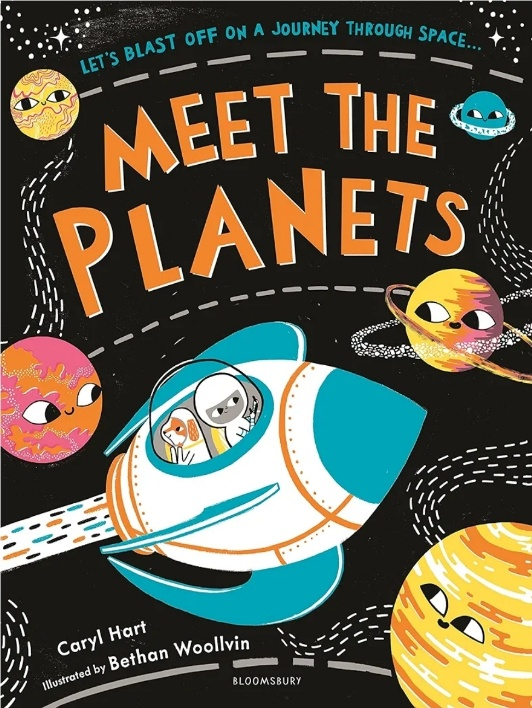 LET'S BLAST OFF ON A JOURNEY THROUGH SPACE...
MEET THE
PLANETS
Caryl Hart
Illustrated by Bethan Woollvin
BLOOMSBURY